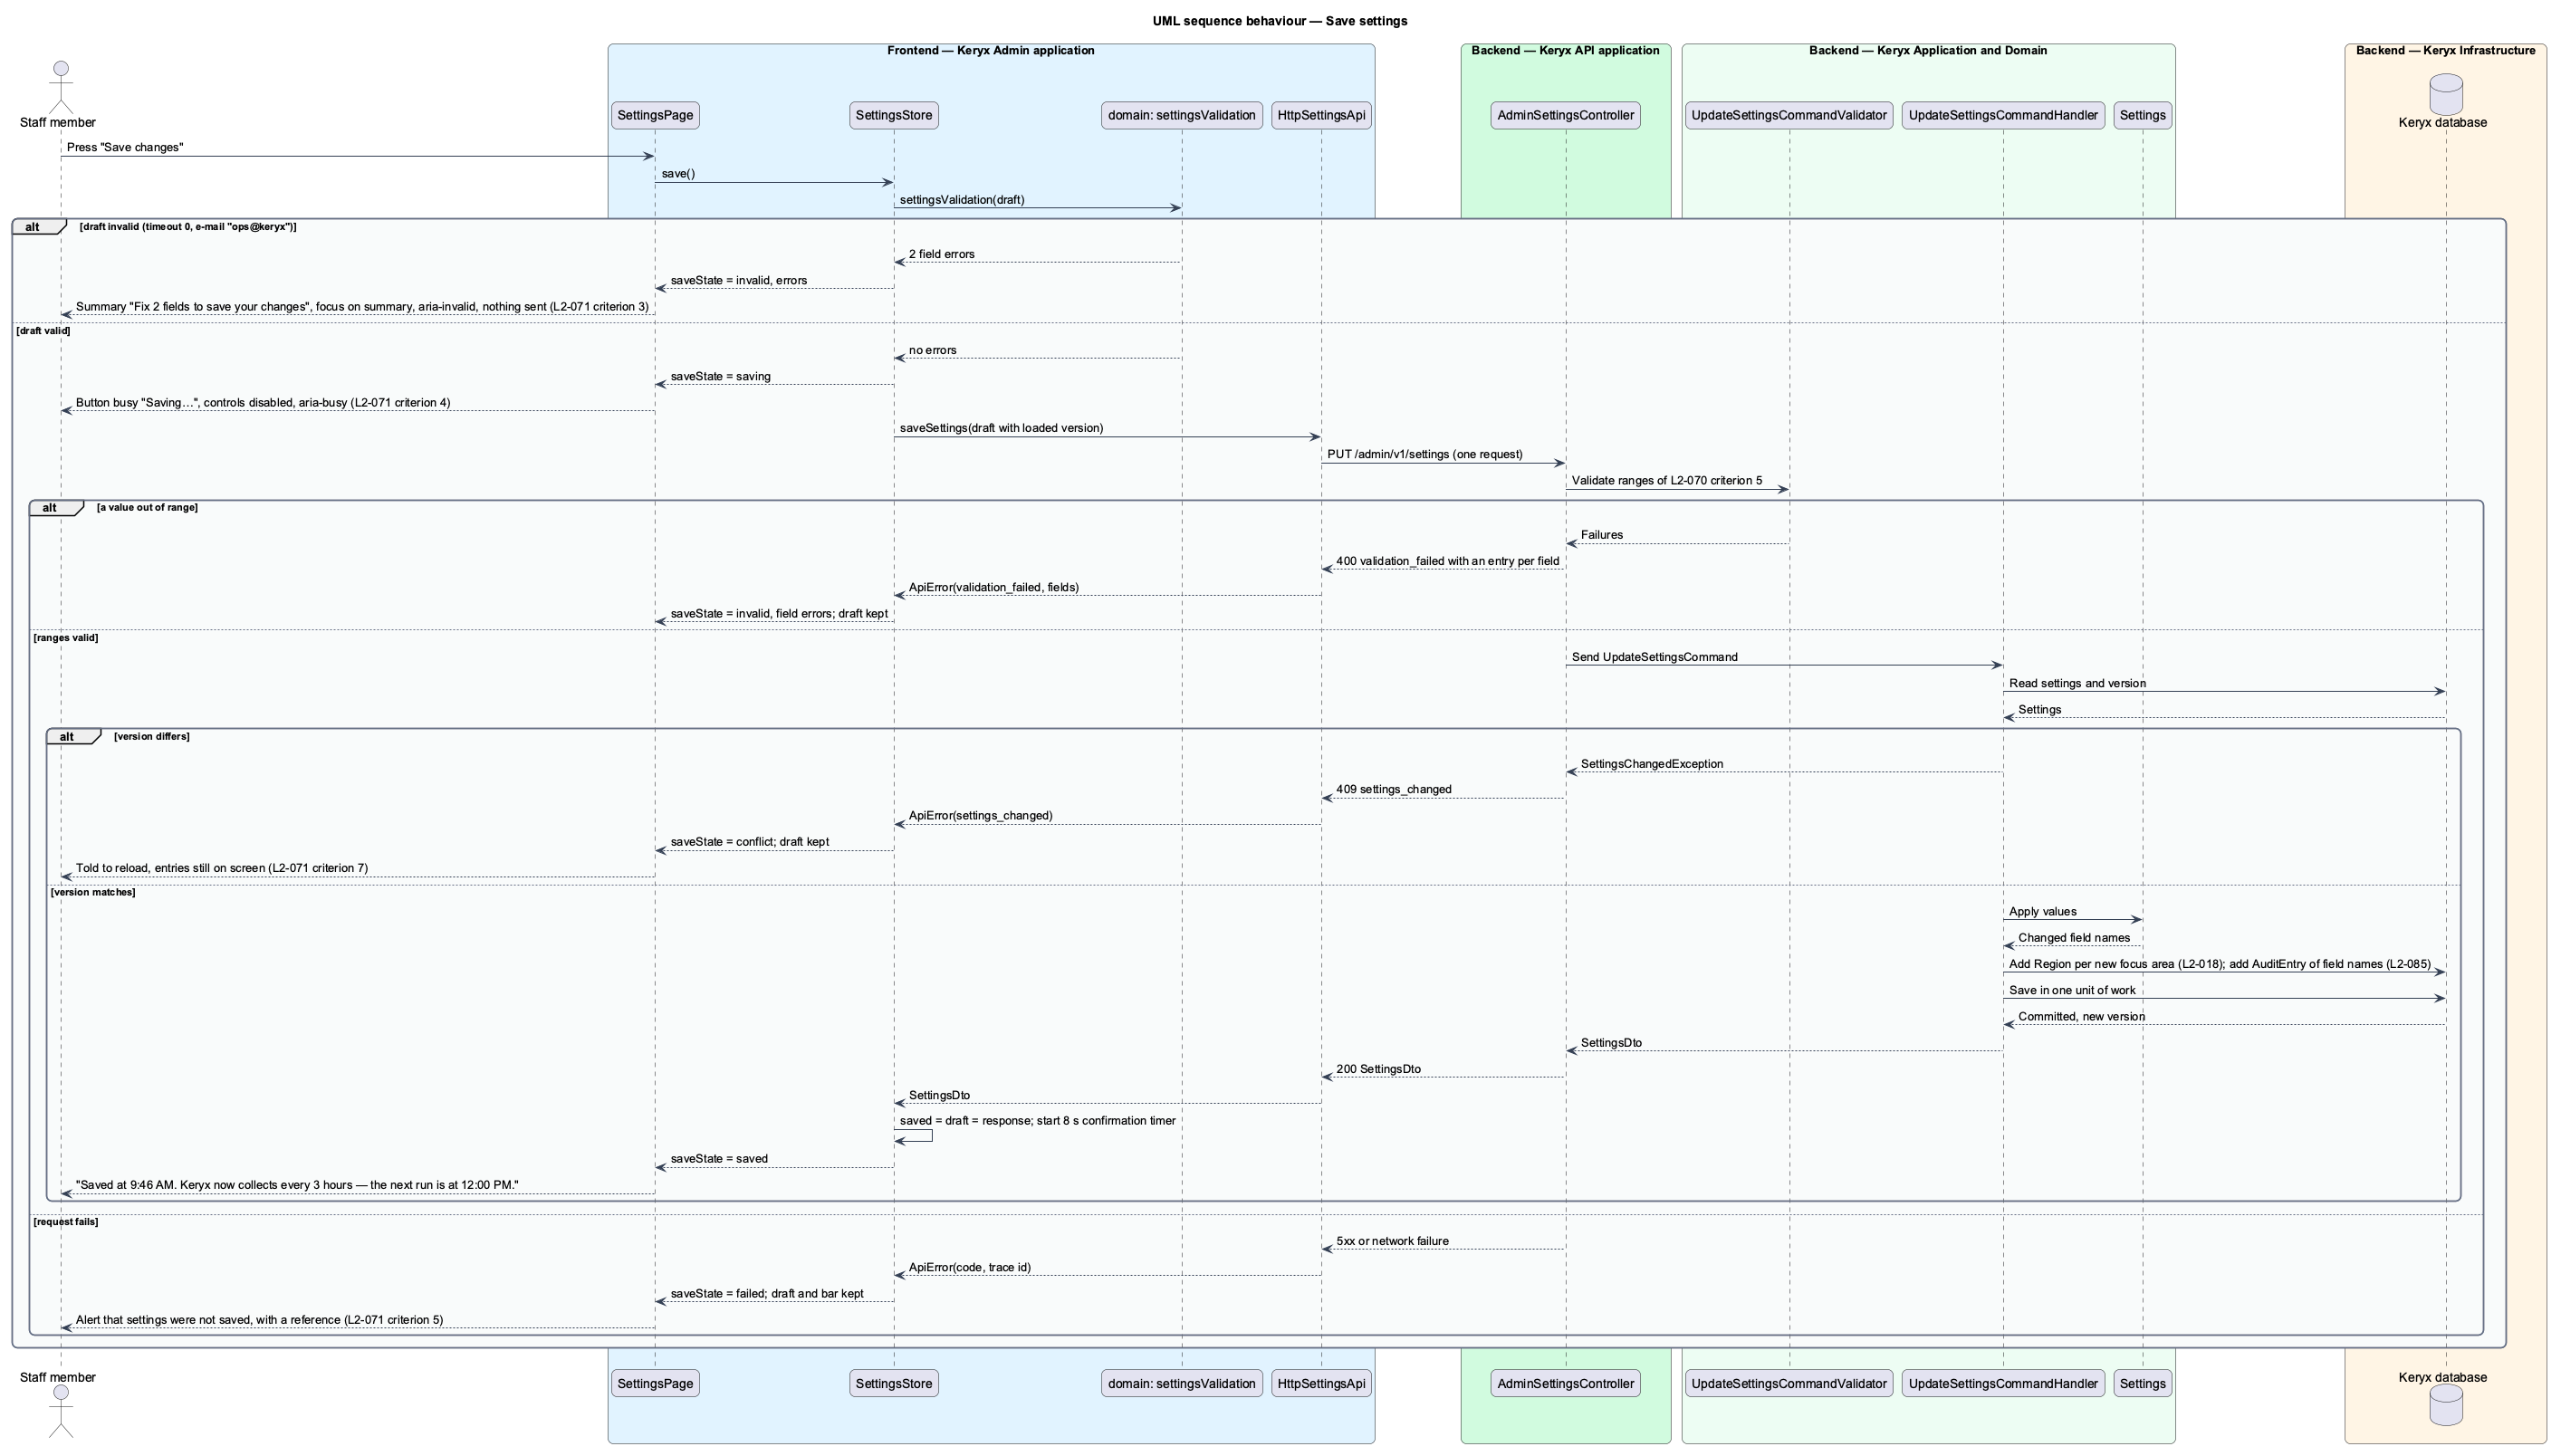 UML sequence behaviour — Save settings
Frontend — Keryx Admin application
Backend — Keryx API application
Backend — Keryx Application and Domain
Backend — Keryx Infrastructure
Staff member
SettingsPage
SettingsStore
domain: settingsValidation
HttpSettingsApi
AdminSettingsController
UpdateSettingsCommandValidator
UpdateSettingsCommandHandler
Settings
Keryx database
Press "Save changes"
save()
settingsValidation(draft)
alt
[draft invalid (timeout 0, e-mail "ops@keryx")]
2 field errors
saveState = invalid, errors
Summary "Fix 2 fields to save your changes", focus on summary, aria-invalid, nothing sent (L2-071 criterion 3)
[draft valid]
no errors
saveState = saving
Button busy "Saving…", controls disabled, aria-busy (L2-071 criterion 4)
saveSettings(draft with loaded version)
PUT /admin/v1/settings (one request)
Validate ranges of L2-070 criterion 5
alt
[a value out of range]
Failures
400 validation_failed with an entry per field
ApiError(validation_failed, fields)
saveState = invalid, field errors; draft kept
[ranges valid]
Send UpdateSettingsCommand
Read settings and version
Settings
alt
[version differs]
SettingsChangedException
409 settings_changed
ApiError(settings_changed)
saveState = conflict; draft kept
Told to reload, entries still on screen (L2-071 criterion 7)
[version matches]
Apply values
Changed field names
Add Region per new focus area (L2-018); add AuditEntry of field names (L2-085)
Save in one unit of work
Committed, new version
SettingsDto
200 SettingsDto
SettingsDto
saved = draft = response; start 8 s confirmation timer
saveState = saved
"Saved at 9:46 AM. Keryx now collects every 3 hours — the next run is at 12:00 PM."
[request fails]
5xx or network failure
ApiError(code, trace id)
saveState = failed; draft and bar kept
Alert that settings were not saved, with a reference (L2-071 criterion 5)
Staff member
SettingsPage
SettingsStore
domain: settingsValidation
HttpSettingsApi
AdminSettingsController
UpdateSettingsCommandValidator
UpdateSettingsCommandHandler
Settings
Keryx database